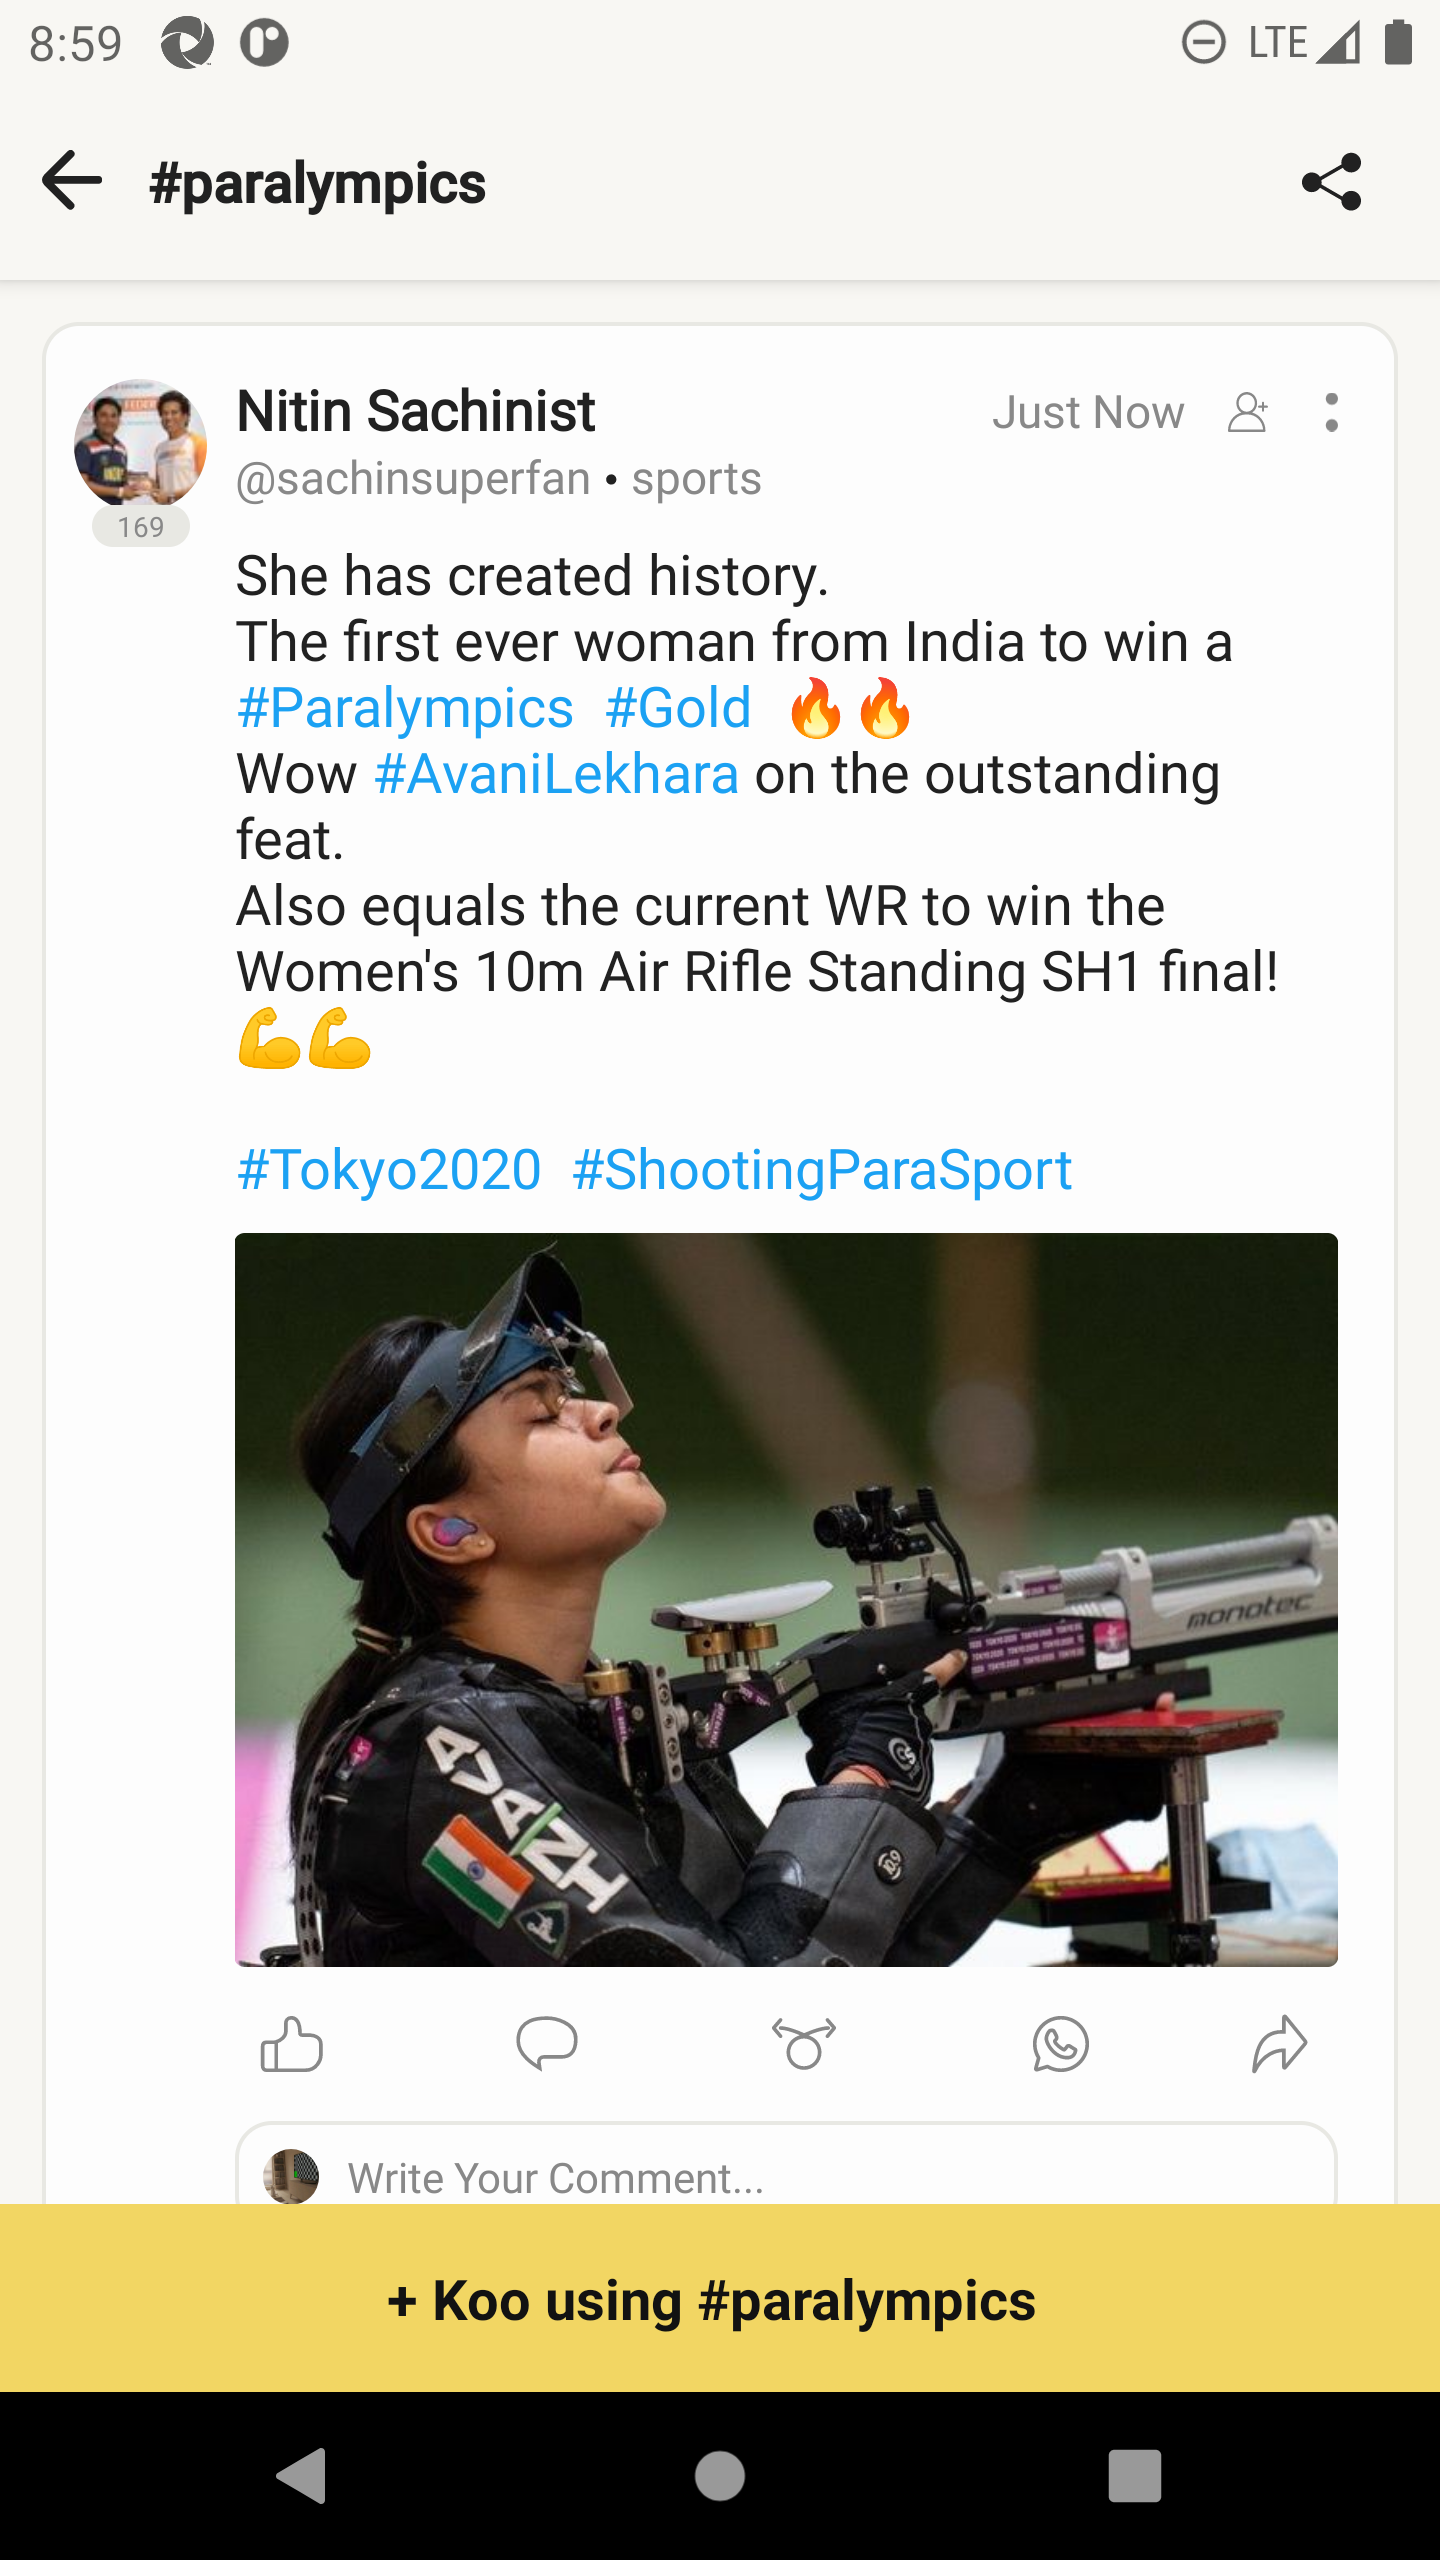 8:59
LTE
#paralympics
Nitin Sachinist
Just Now
@sachinsuperfan • sports
169
She has created history.
The first ever woman from India to win a
#Paralympics #Gold 🔥🔥
Wow #AvaniLekhara on the outstanding
feat.
Also equals the current WR to win the
Women's 10m Air Rifle Standing SH1 final!
💪💪
#Tokyo2020 #ShootingParaSport
monotec
AVANI
10.9
Write Your Comment...
+ Koo using #paralympics